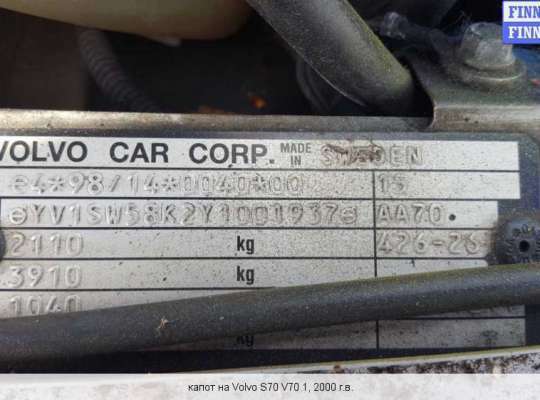 FINN
FINN
VOLVO CAR CORP. MADE IN SWEDEN
e4*98/14*0040*00 15
YV1SW58K2Y1001937 AA70
2110 kg 426-26
3910 kg
1040
kg
капот на Volvo S70 V70 1, 2000 г.в.